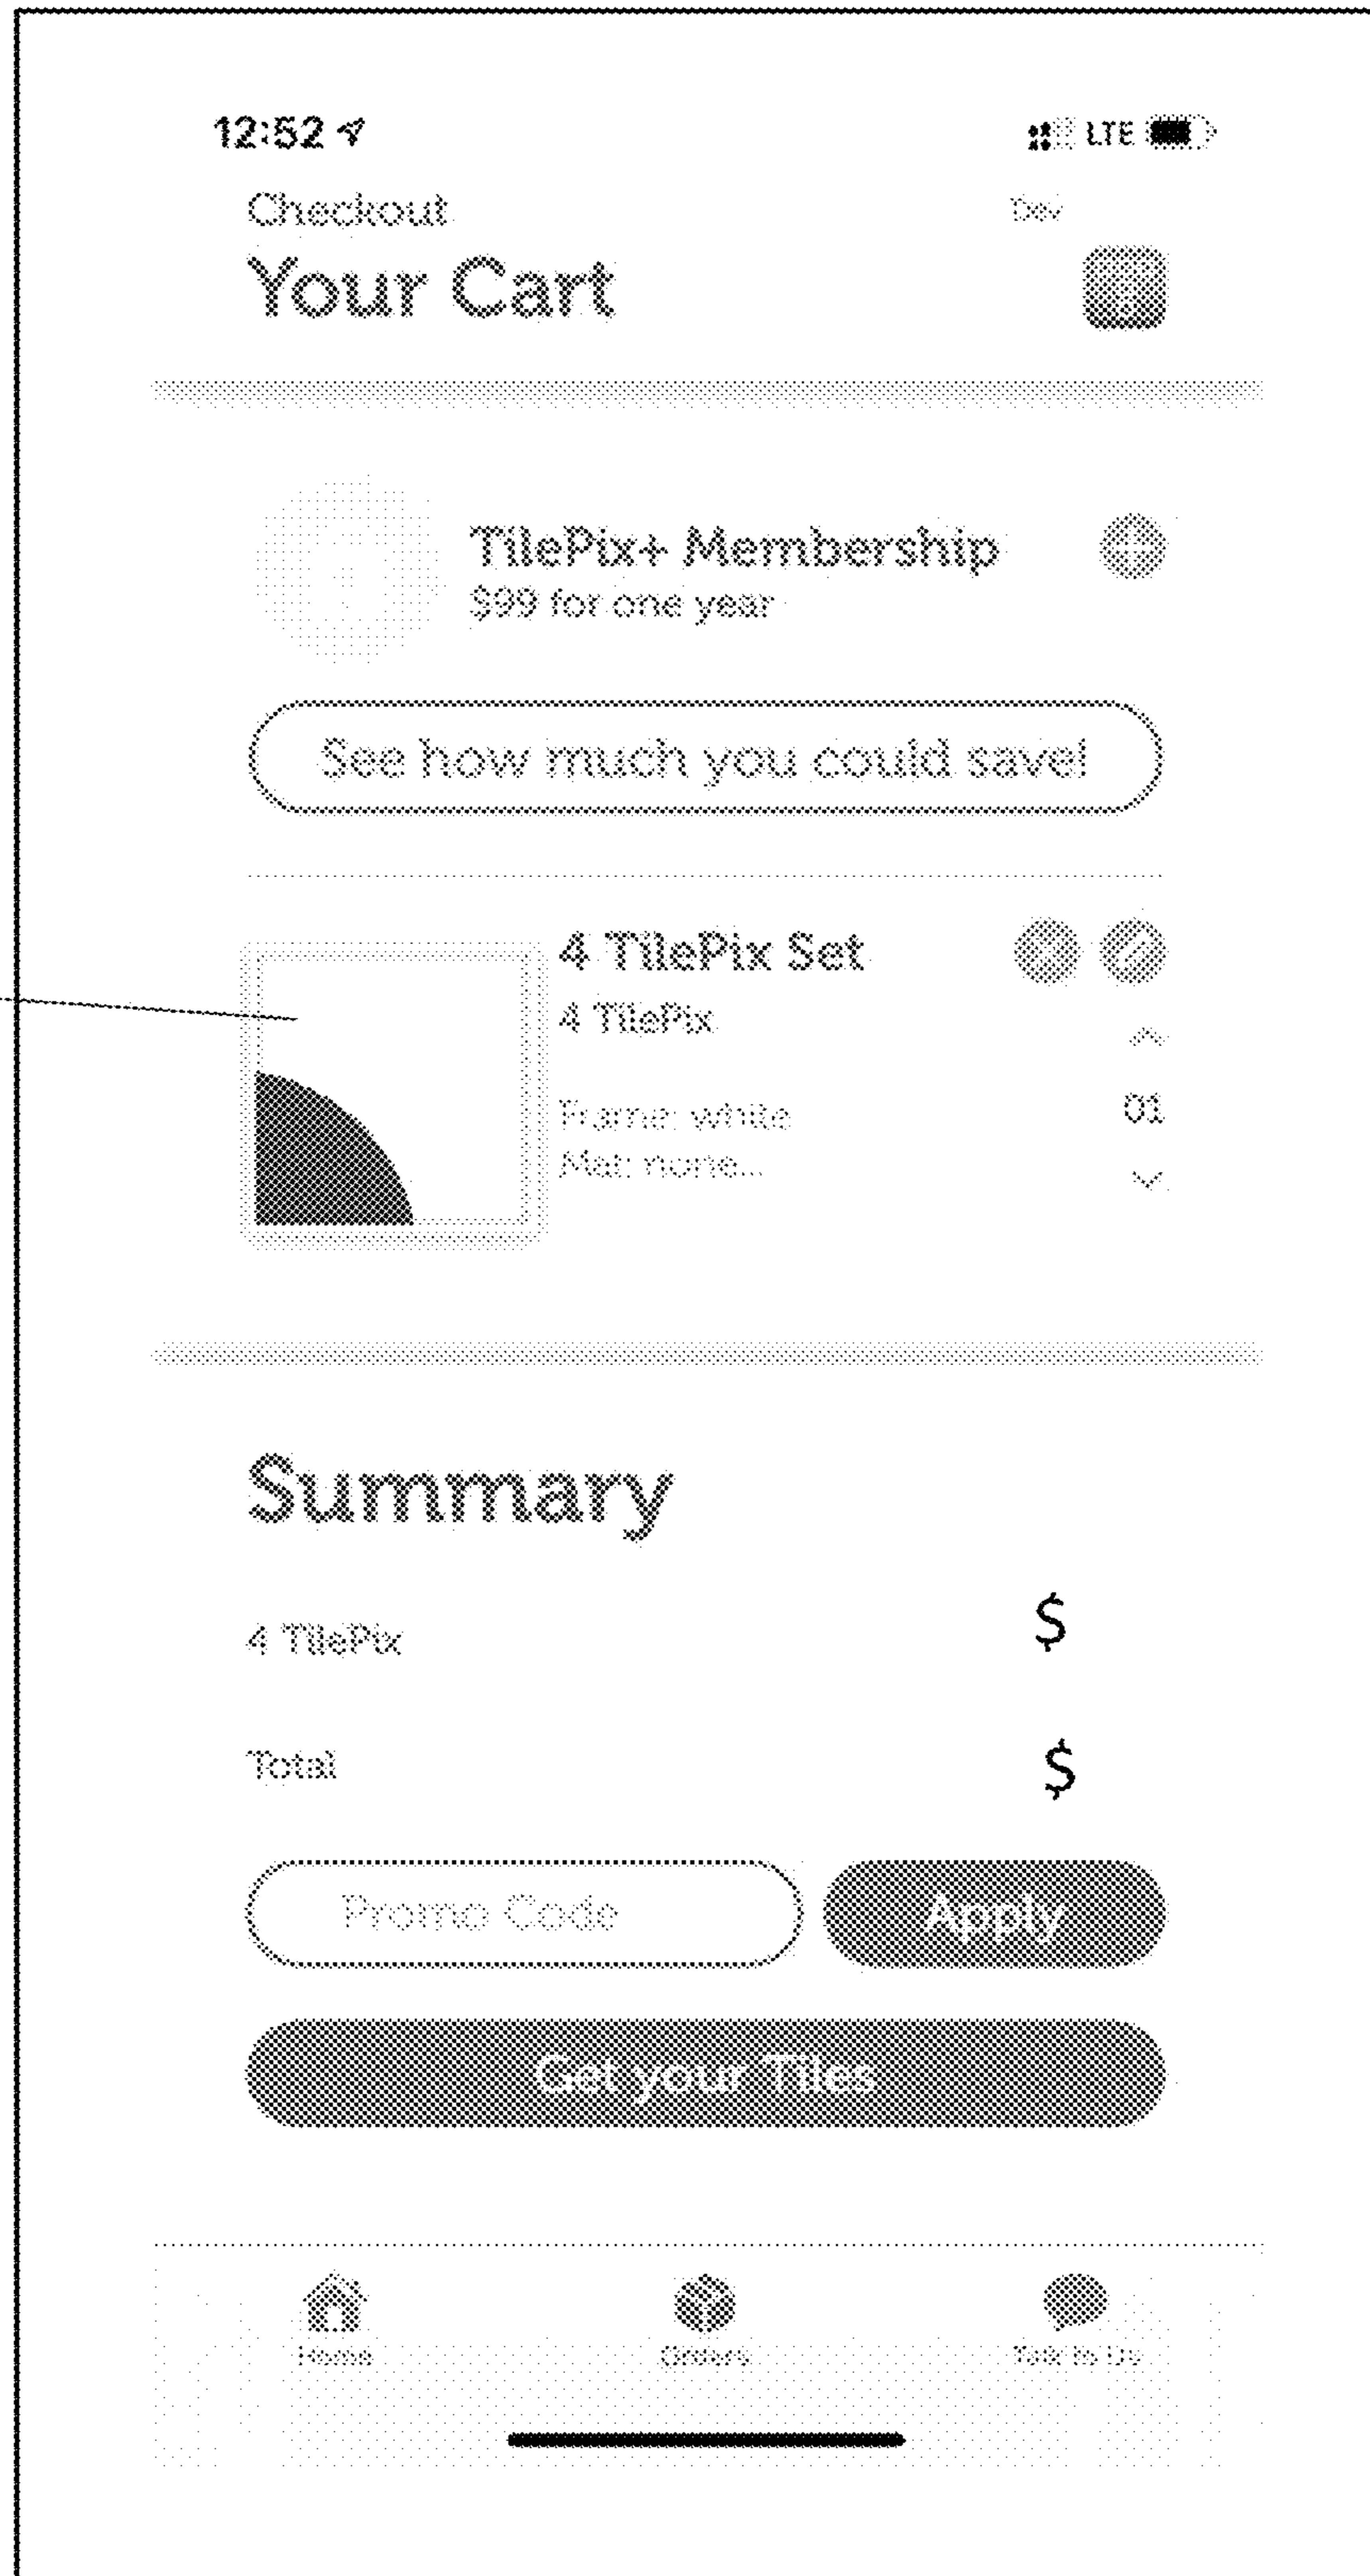 12:52 LTE
Checkout Dev
Your Cart
TilePix+ Membership
$99 for one year
See how much you could save!
4 TilePix Set
4 TilePix
01
Frame: white
Mat: none...
Summary
4 TilePix $
Total $
Promo Code Apply
Get your Tiles
Home Orders Talk to Us